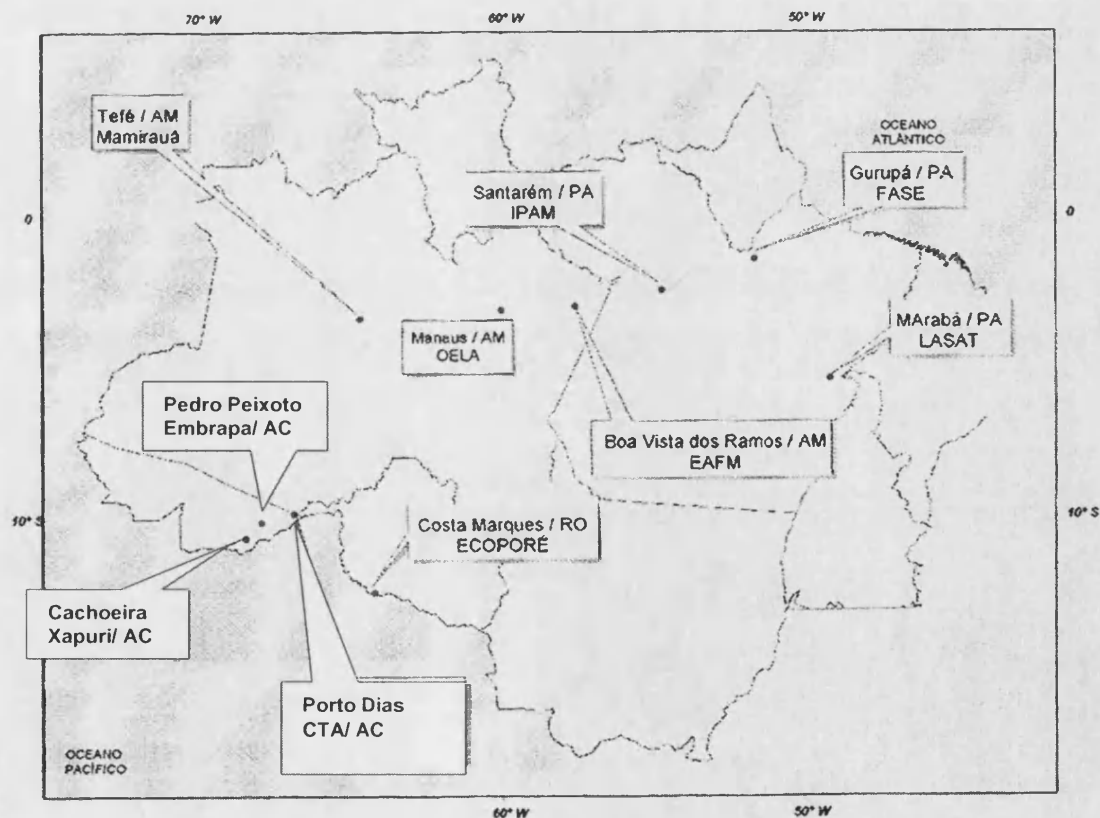 70° W
60° W
50° W
Tefé / AM
Mamirauá
OCEANO
ATLÂNTICO
Santarém / PA
IPAM
Gurupá / PA
FASE
0
0
Manaus / AM
OELA
MArabá / PA
LASAT
Pedro Peixoto
Embrapa/ AC
Boa Vista dos Ramos / AM
EAFM
10° S
10° S
Costa Marques / RO
ECOPORÉ
Cachoeira
Xapuri/ AC
Porto Dias
CTA/ AC
OCEANO
PACÍFICO
60° W
50° W